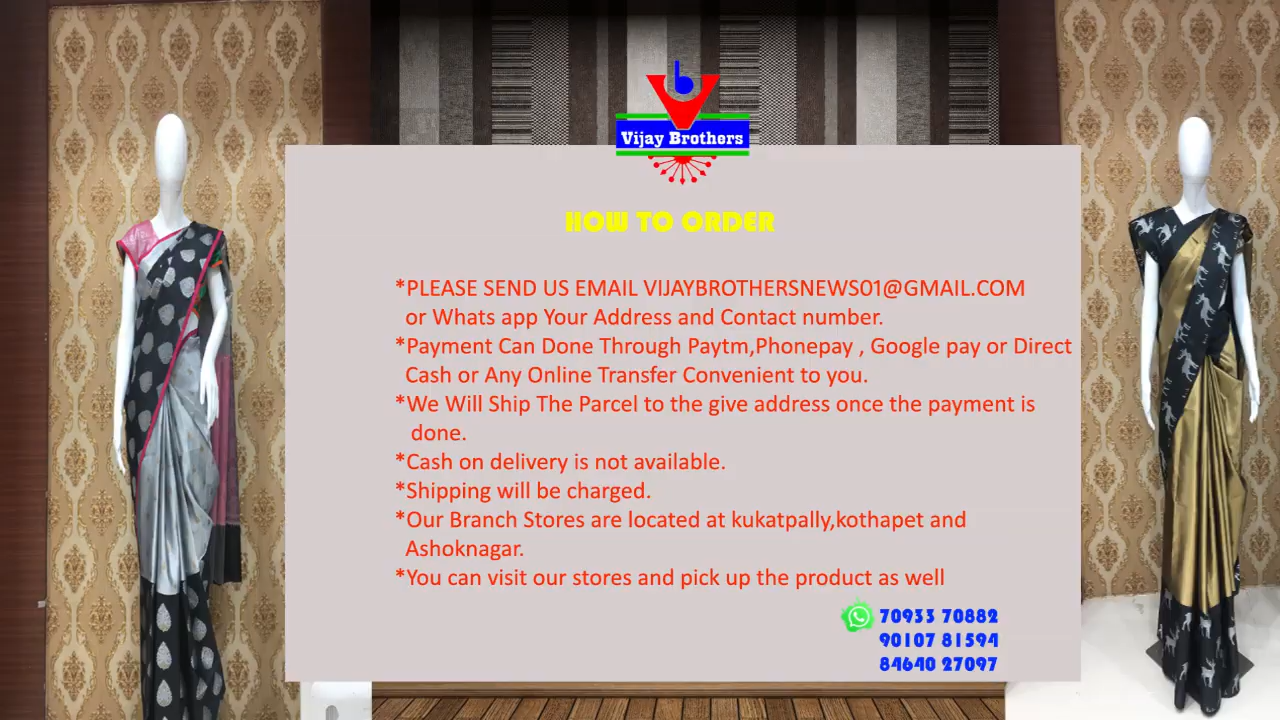 b
Vijay Brothers
HOW TO ORDER
*PLEASE SEND US EMAIL VIJAYBROTHERSNEWS01@GMAIL.COM
or Whats app Your Address and Contact number.
*Payment Can Done Through Paytm,Phonepay , Google pay or Direct
Cash or Any Online Transfer Convenient to you.
*We Will Ship The Parcel to the give address once the payment is
done.
*Cash on delivery is not available.
*Shipping will be charged.
*Our Branch Stores are located at kukatpally,kothapet and
Ashoknagar.
*You can visit our stores and pick up the product as well
70933 70882
90107 81594
84640 27097